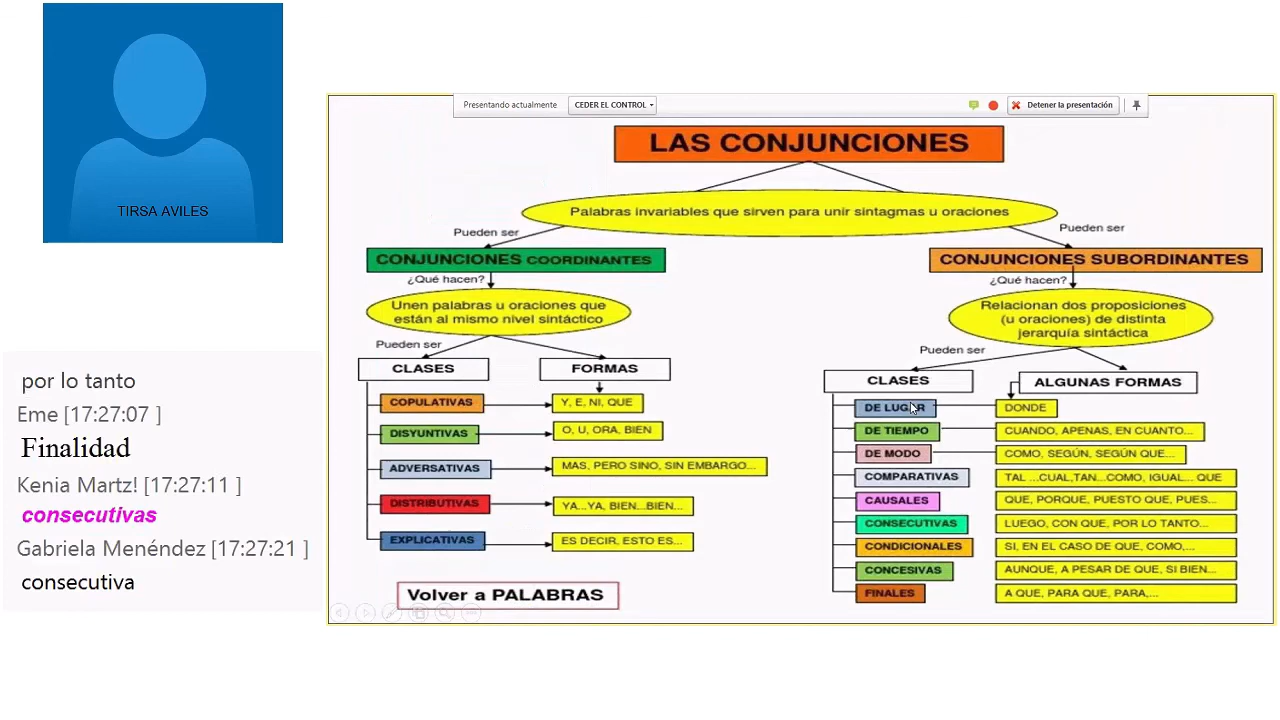 TIRSA AVILES
por lo tanto
Eme [17:27:07 ]
Finalidad
Kenia Martz! [17:27:11 ]
consecutivas
Gabriela Menéndez [17:27:21 ]
consecutiva
Presentando actualmente
CEDER EL CONTROL
Detener la presentación
LAS CONJUNCIONES
Palabras invariables que sirven para unir sintagmas u oraciones
Pueden ser
Pueden ser
CONJUNCIONES COORDINANTES
¿Qué hacen?
Unen palabras u oraciones que
están al mismo nivel sintáctico
Pueden ser
CLASES
FORMAS
COPULATIVAS
Y, E, NI, QUE
DISYUNTIVAS
O, U, ORA, BIEN
ADVERSATIVAS
MAS, PERO SINO, SIN EMBARGO...
DISTRIBUTIVAS
YA...YA, BIEN...BIEN...
EXPLICATIVAS
ES DECIR, ESTO ES...
Volver a PALABRAS
CONJUNCIONES SUBORDINANTES
¿Qué hacen?
Relacionan dos proposiciones
(u oraciones) de distinta
jerarquía sintáctica
Pueden ser
CLASES
ALGUNAS FORMAS
DE LUGAR
DONDE
DE TIEMPO
CUANDO, APENAS, EN CUANTO...
DE MODO
COMO, SEGÚN, SEGÚN QUE...
COMPARATIVAS
TAL ...CUAL,TAN...COMO, IGUAL... QUE
CAUSALES
QUE, PORQUE, PUESTO QUE, PUES...
CONSECUTIVAS
LUEGO, CON QUE, POR LO TANTO...
CONDICIONALES
SI, EN EL CASO DE QUE, COMO,...
CONCESIVAS
AUNQUE, A PESAR DE QUE, SI BIEN...
FINALES
A QUE, PARA QUE, PARA,...